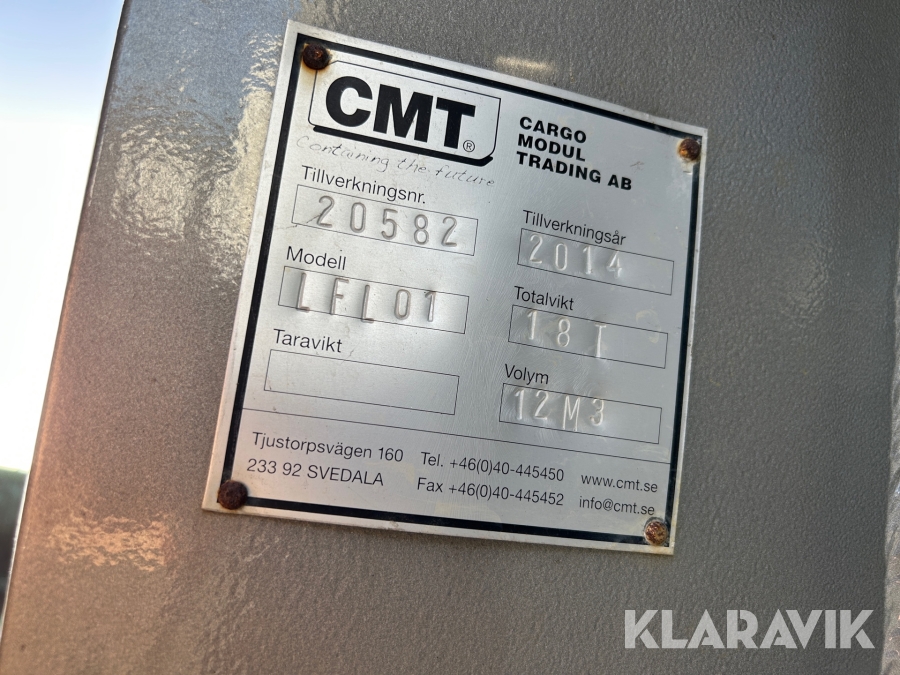 CMT®
Containing the future
CARGO
MODUL
TRADING AB
Tillverkningsnr.
20582
Tillverkningsår
2014
Modell
LFL01
Totalvikt
18 T
Taravikt
Volym
12M3
Tjustorpsvägen 160
233 92 SVEDALA
Tel. +46(0)40-445450
Fax +46(0)40-445452
www.cmt.se
info@cmt.se
KLARAVIK